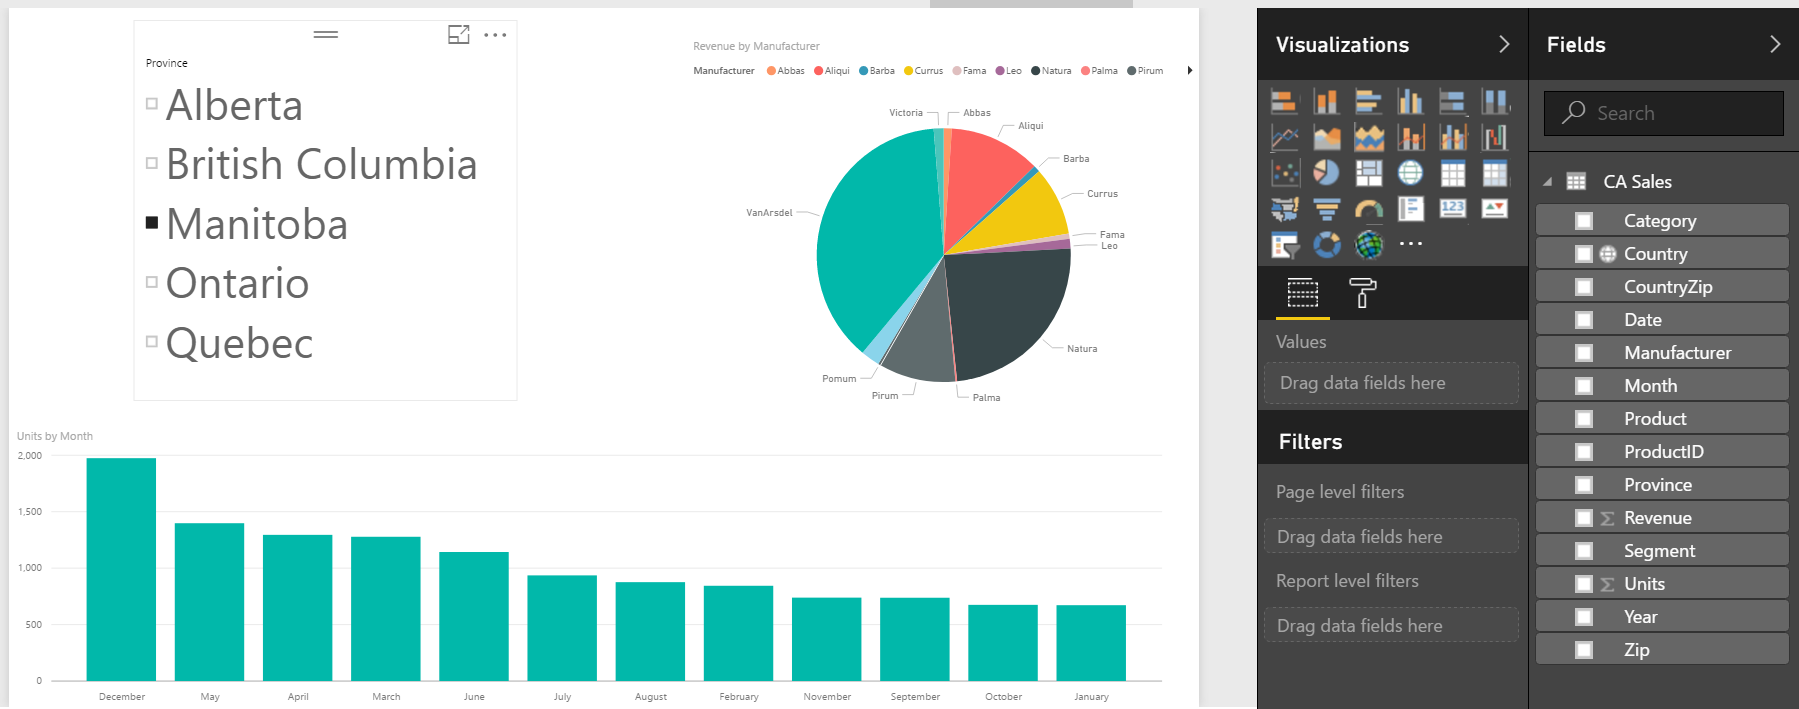 Province
Alberta
British Columbia
Manitoba
Ontario
Quebec
Revenue by Manufacturer
Manufacturer Abbas Aliqui Barba Currus Fama Leo Natura Palma Pirum
Victoria
Abbas
Aliqui
Barba
Currus
VanArsdel
Fama
Leo
Natura
Pomum
Pirum
Palma
Units by Month
2,000
1,500
1,000
500
0
December May April March June July August February November September October January
Visualizations
123
Values
Drag data fields here
Filters
Page level filters
Drag data fields here
Report level filters
Drag data fields here
Fields
Search
CA Sales
Category
Country
CountryZip
Date
Manufacturer
Month
Product
ProductID
Province
Σ Revenue
Segment
Σ Units
Year
Zip